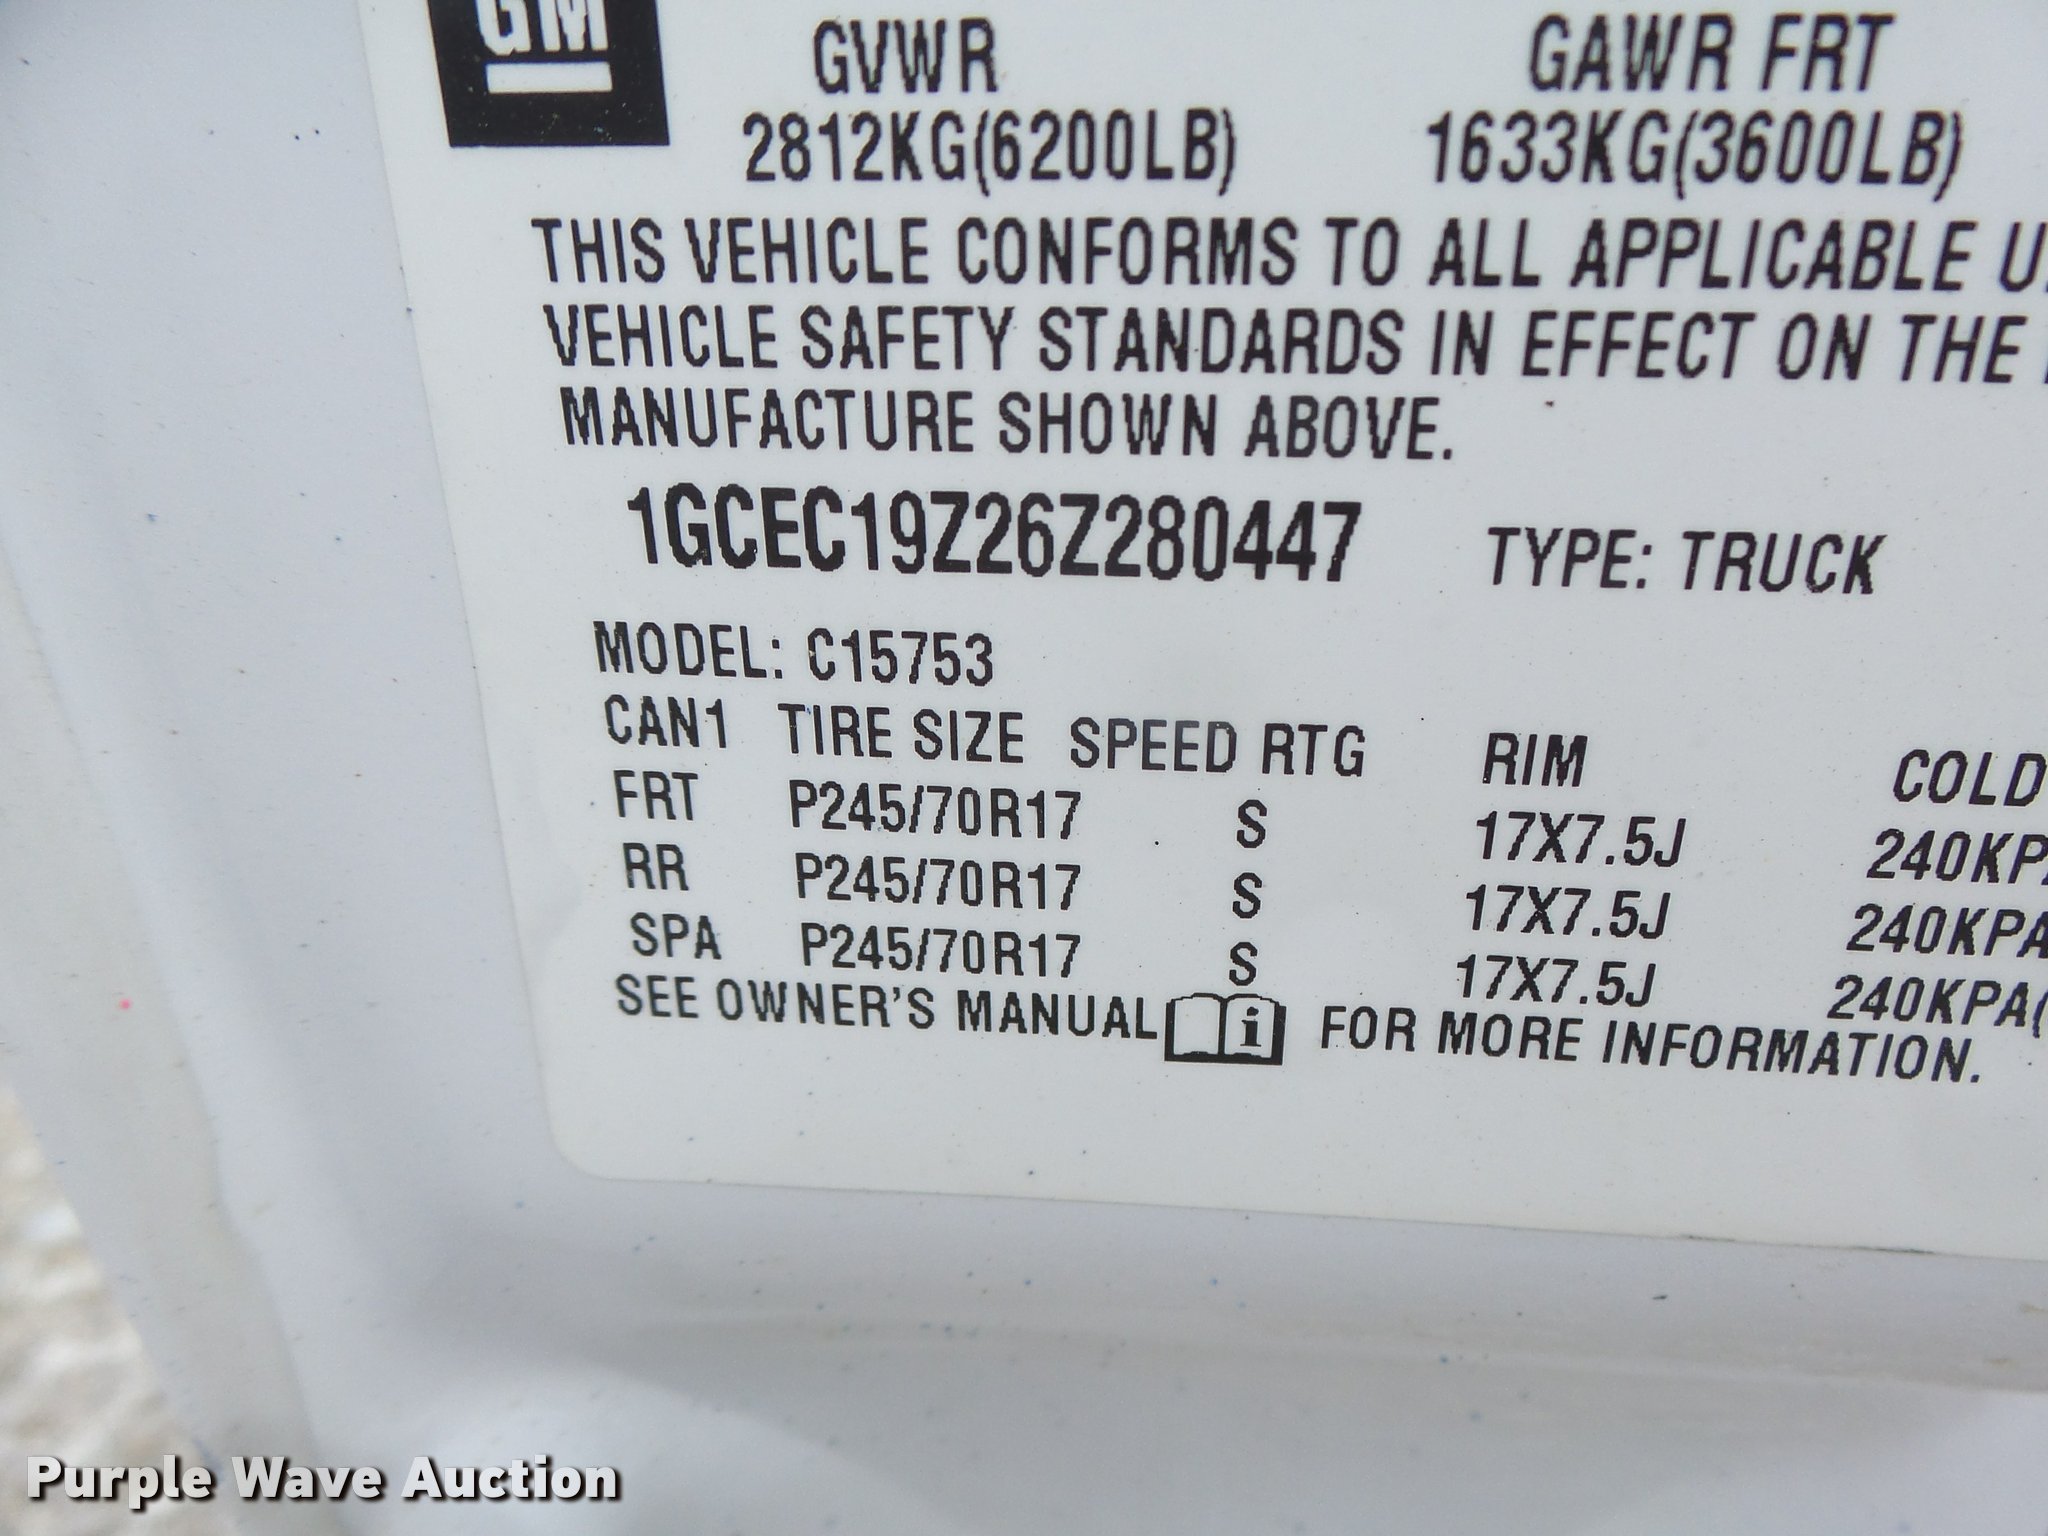 GM
GVWR GAWR FRT
2812KG(6200LB) 1633KG(3600LB)
THIS VEHICLE CONFORMS TO ALL APPLICABLE
VEHICLE SAFETY STANDARDS IN EFFECT ON THE
MANUFACTURE SHOWN ABOVE.
1GCEC19Z26Z280447 TYPE: TRUCK
MODEL: C15753
CAN1 TIRE SIZE SPEED RTG RIM COLD
FRT P245/70R17 S 17X7.5J 240KPA
RR P245/70R17 S 17X7.5J 240KPA
SPA P245/70R17 S 17X7.5J 240KPA(
SEE OWNER'S MANUAL i FOR MORE INFORMATION.
Purple Wave Auction